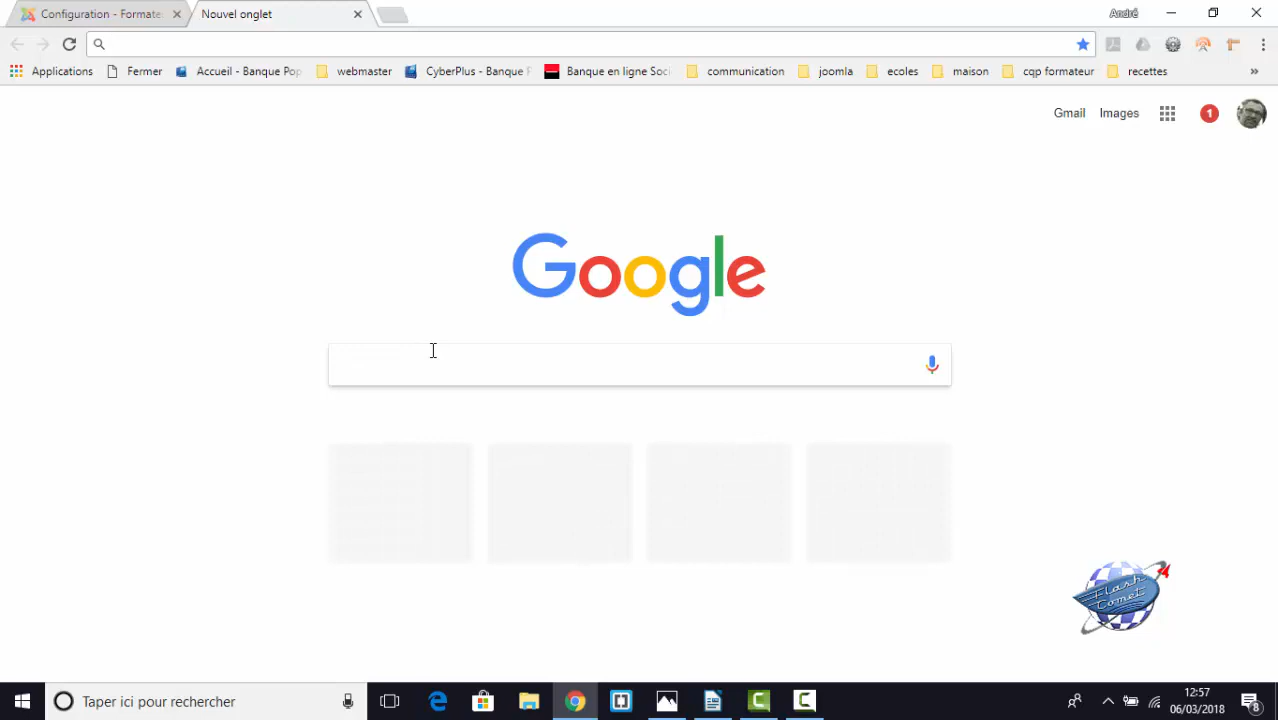 Configuration - Formate
Nouvel onglet
André
Applications
Fermer
Accueil - Banque Pop
webmaster
CyberPlus - Banque F
Banque en ligne Soci
communication
joomla
ecoles
maison
cqp formateur
recettes
»
Gmail
Images
1
Google
Flash
Comet
Taper ici pour rechercher
12:57
06/03/2018
8